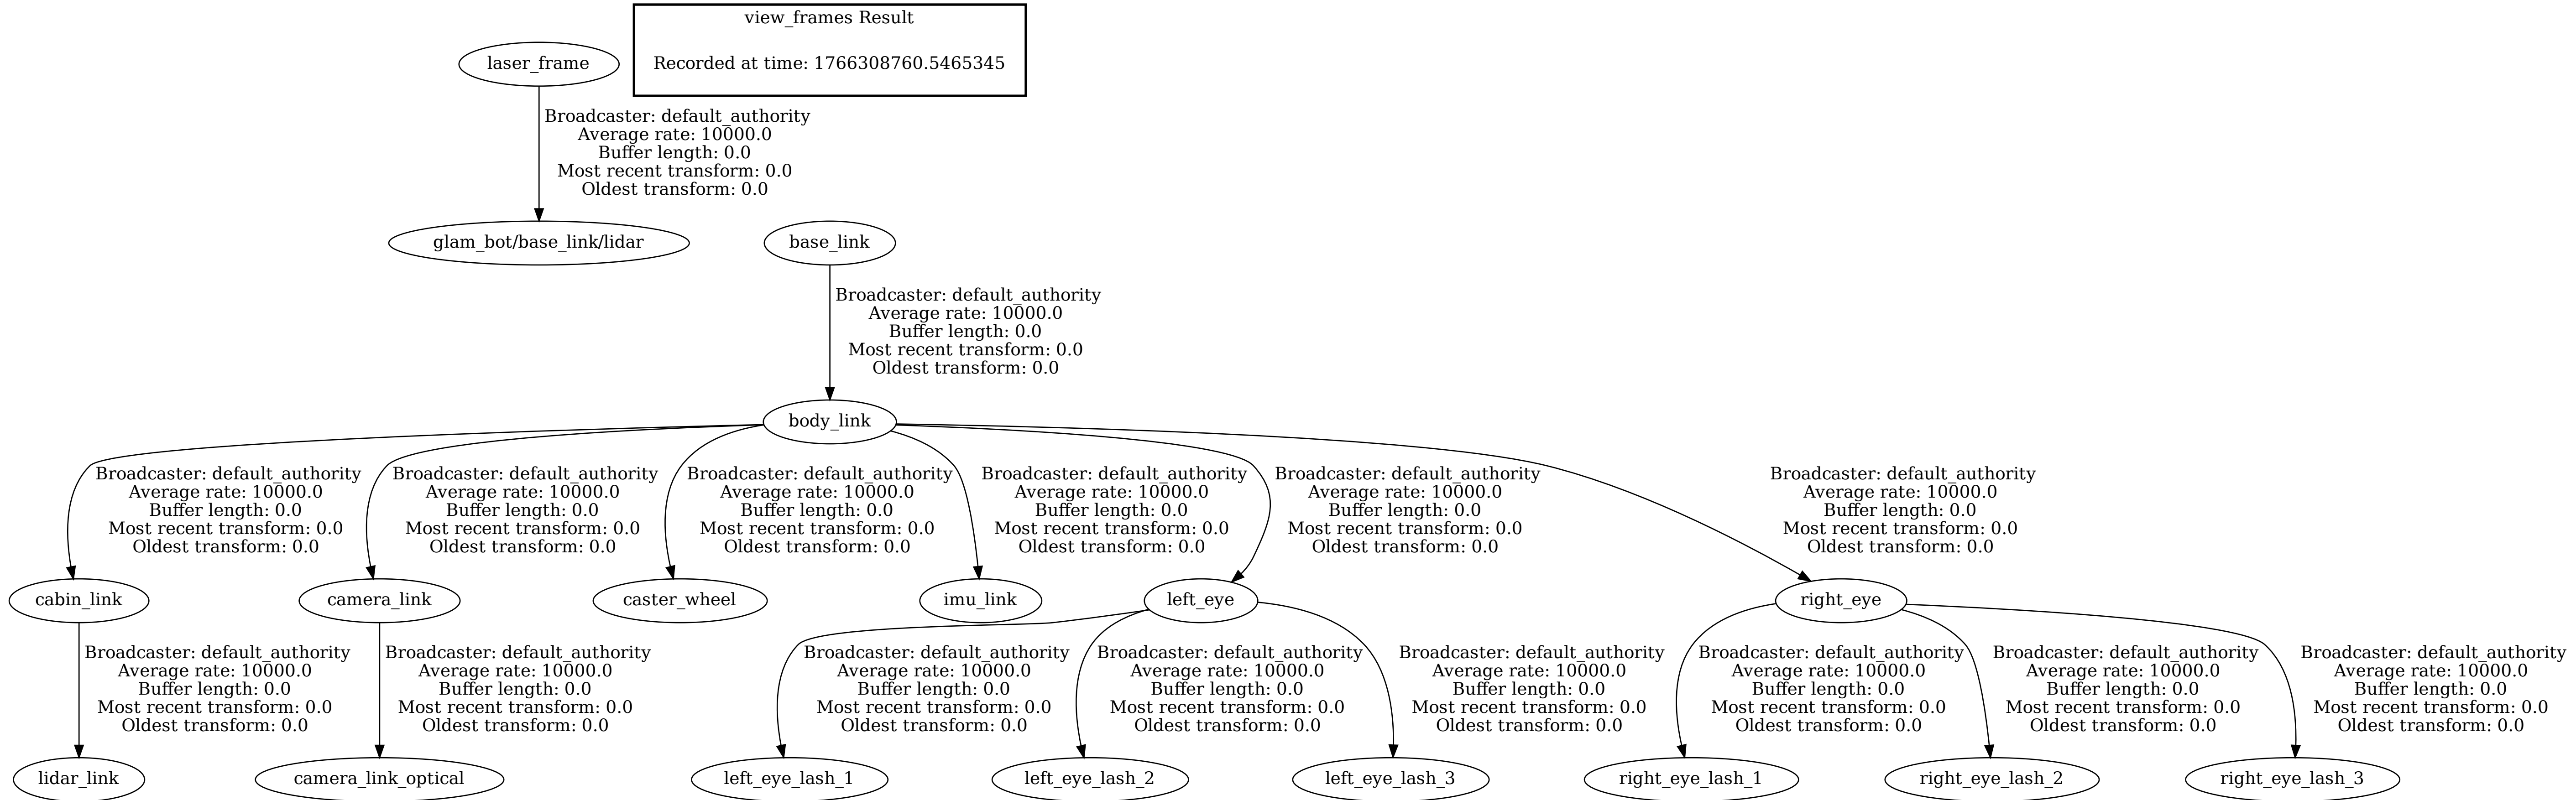 view_frames Result
Recorded at time: 1766308760.5465345
laser_frame
Broadcaster: default_authority
Average rate: 10000.0
Buffer length: 0.0
Most recent transform: 0.0
Oldest transform: 0.0
glam_bot/base_link/lidar
base_link
Broadcaster: default_authority
Average rate: 10000.0
Buffer length: 0.0
Most recent transform: 0.0
Oldest transform: 0.0
body_link
Broadcaster: default_authority
Average rate: 10000.0
Buffer length: 0.0
Most recent transform: 0.0
Oldest transform: 0.0
Broadcaster: default_authority
Average rate: 10000.0
Buffer length: 0.0
Most recent transform: 0.0
Oldest transform: 0.0
Broadcaster: default_authority
Average rate: 10000.0
Buffer length: 0.0
Most recent transform: 0.0
Oldest transform: 0.0
Broadcaster: default_authority
Average rate: 10000.0
Buffer length: 0.0
Most recent transform: 0.0
Oldest transform: 0.0
Broadcaster: default_authority
Average rate: 10000.0
Buffer length: 0.0
Most recent transform: 0.0
Oldest transform: 0.0
Broadcaster: default_authority
Average rate: 10000.0
Buffer length: 0.0
Most recent transform: 0.0
Oldest transform: 0.0
cabin_link
camera_link
caster_wheel
imu_link
left_eye
right_eye
Broadcaster: default_authority
Average rate: 10000.0
Buffer length: 0.0
Most recent transform: 0.0
Oldest transform: 0.0
Broadcaster: default_authority
Average rate: 10000.0
Buffer length: 0.0
Most recent transform: 0.0
Oldest transform: 0.0
Broadcaster: default_authority
Average rate: 10000.0
Buffer length: 0.0
Most recent transform: 0.0
Oldest transform: 0.0
Broadcaster: default_authority
Average rate: 10000.0
Buffer length: 0.0
Most recent transform: 0.0
Oldest transform: 0.0
Broadcaster: default_authority
Average rate: 10000.0
Buffer length: 0.0
Most recent transform: 0.0
Oldest transform: 0.0
Broadcaster: default_authority
Average rate: 10000.0
Buffer length: 0.0
Most recent transform: 0.0
Oldest transform: 0.0
Broadcaster: default_authority
Average rate: 10000.0
Buffer length: 0.0
Most recent transform: 0.0
Oldest transform: 0.0
Broadcaster: default_authority
Average rate: 10000.0
Buffer length: 0.0
Most recent transform: 0.0
Oldest transform: 0.0
lidar_link
camera_link_optical
left_eye_lash_1
left_eye_lash_2
left_eye_lash_3
right_eye_lash_1
right_eye_lash_2
right_eye_lash_3